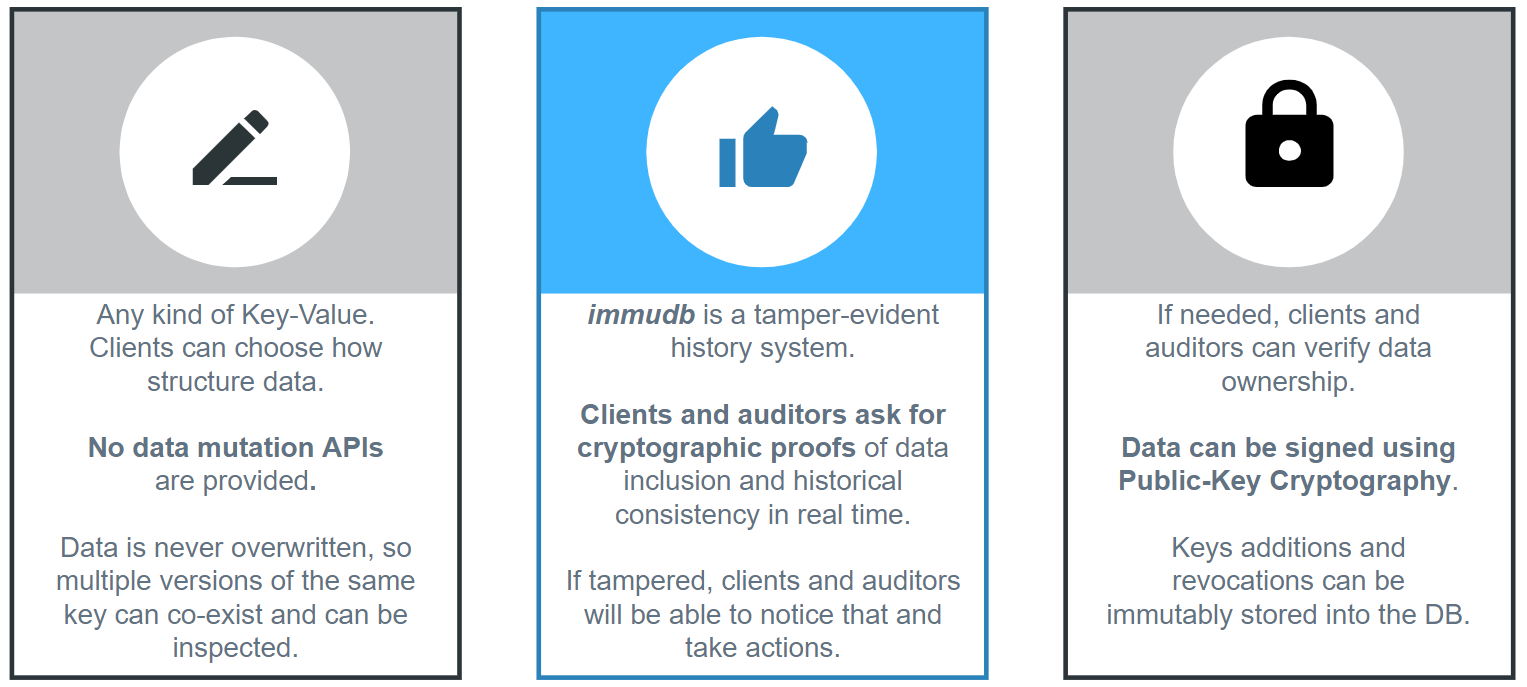 Any kind of Key-Value.
Clients can choose how
structure data.
No data mutation APIs
are provided.
Data is never overwritten, so
multiple versions of the same
key can co-exist and can be
inspected.
immudb is a tamper-evident
history system.
Clients and auditors ask for
cryptographic proofs of data
inclusion and historical
consistency in real time.
If tampered, clients and auditors
will be able to notice that and
take actions.
If needed, clients and
auditors can verify data
ownership.
Data can be signed using
Public-Key Cryptography.
Keys additions and
revocations can be
immutably stored into the DB.